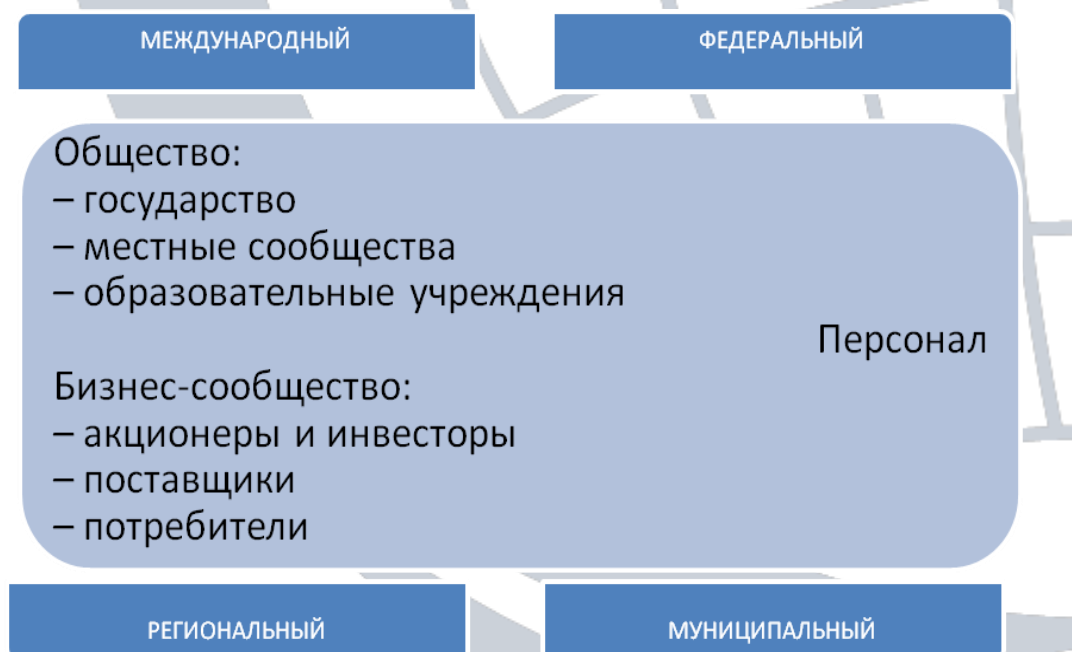 МЕЖДУНАРОДНЫЙ
ФЕДЕРАЛЬНЫЙ
Общество:
– государство
– местные сообщества
– образовательные учреждения
Персонал
Бизнес-сообщество:
– акционеры и инвесторы
– поставщики
– потребители
РЕГИОНАЛЬНЫЙ
МУНИЦИПАЛЬНЫЙ